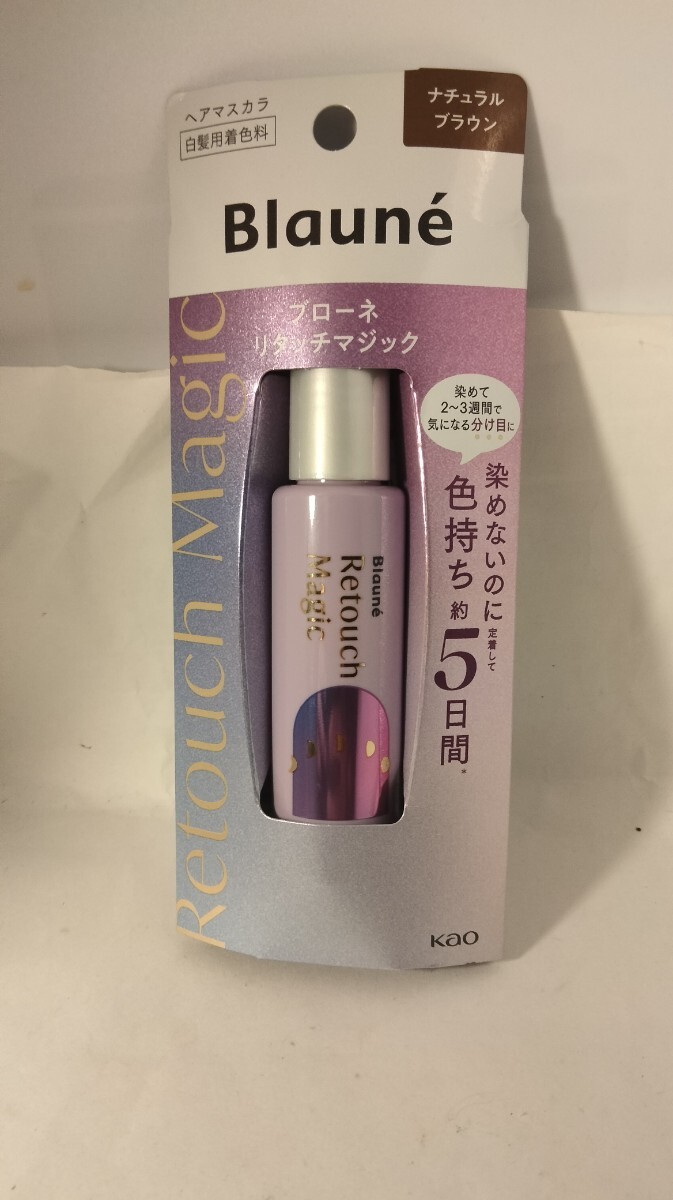 ヘアマスカラ
白髪用着色料
ナチュラル
ブラウン
Blauné
ブローネ
リタッチマジック
Retouch Magic
染めて
2～3週間で
気になる分け目に
染めないのに
定着して
色持ち約5日間*
Blauné
Retouch
Magic
Kao